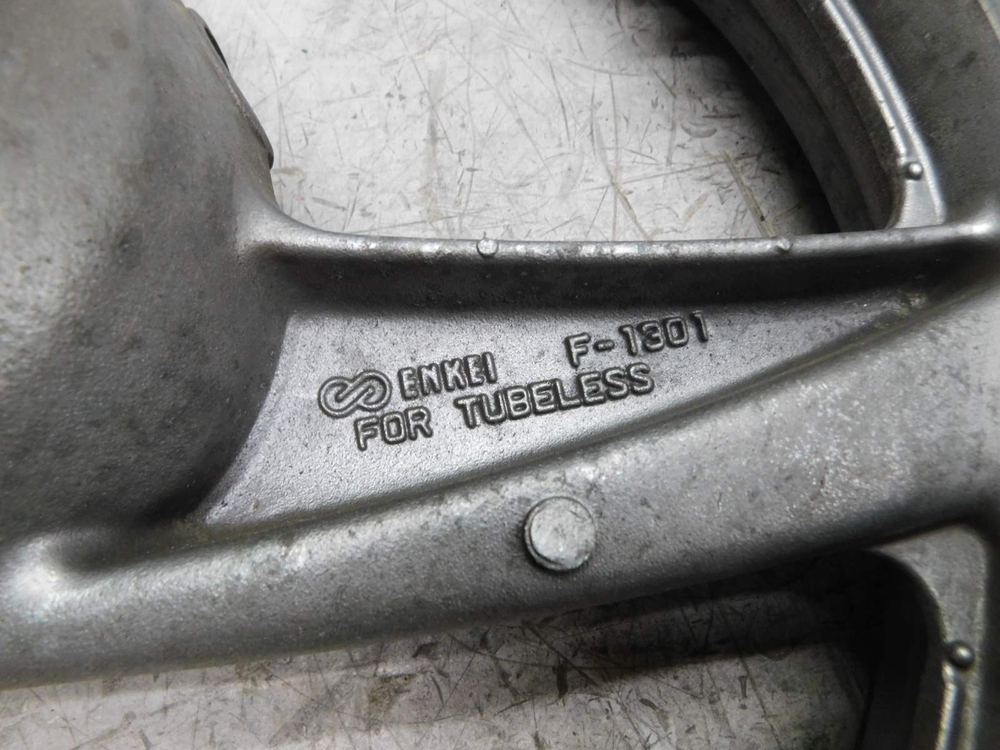 ENKEI F-1301
FOR TUBELESS